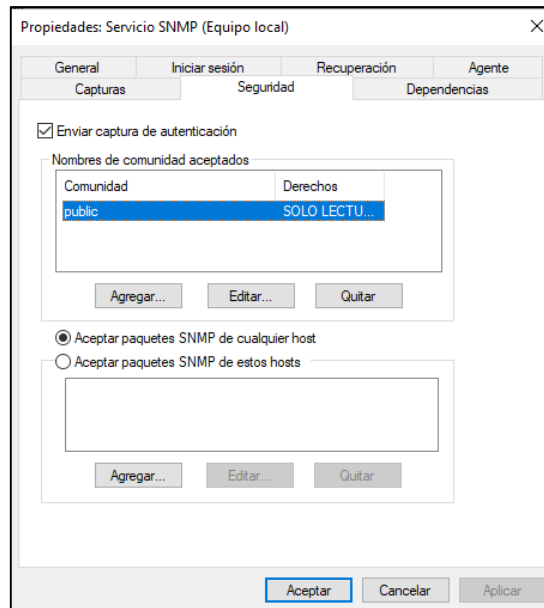 Propiedades: Servicio SNMP (Equipo local)
General Iniciar sesión Recuperación Agente
Capturas Seguridad Dependencias
Enviar captura de autenticación
Nombres de comunidad aceptados
Comunidad Derechos
public SOLO LECTU...
Agregar... Editar... Quitar
Aceptar paquetes SNMP de cualquier host
Aceptar paquetes SNMP de estos hosts
Agregar... Editar... Quitar
Aceptar Cancelar Aplicar